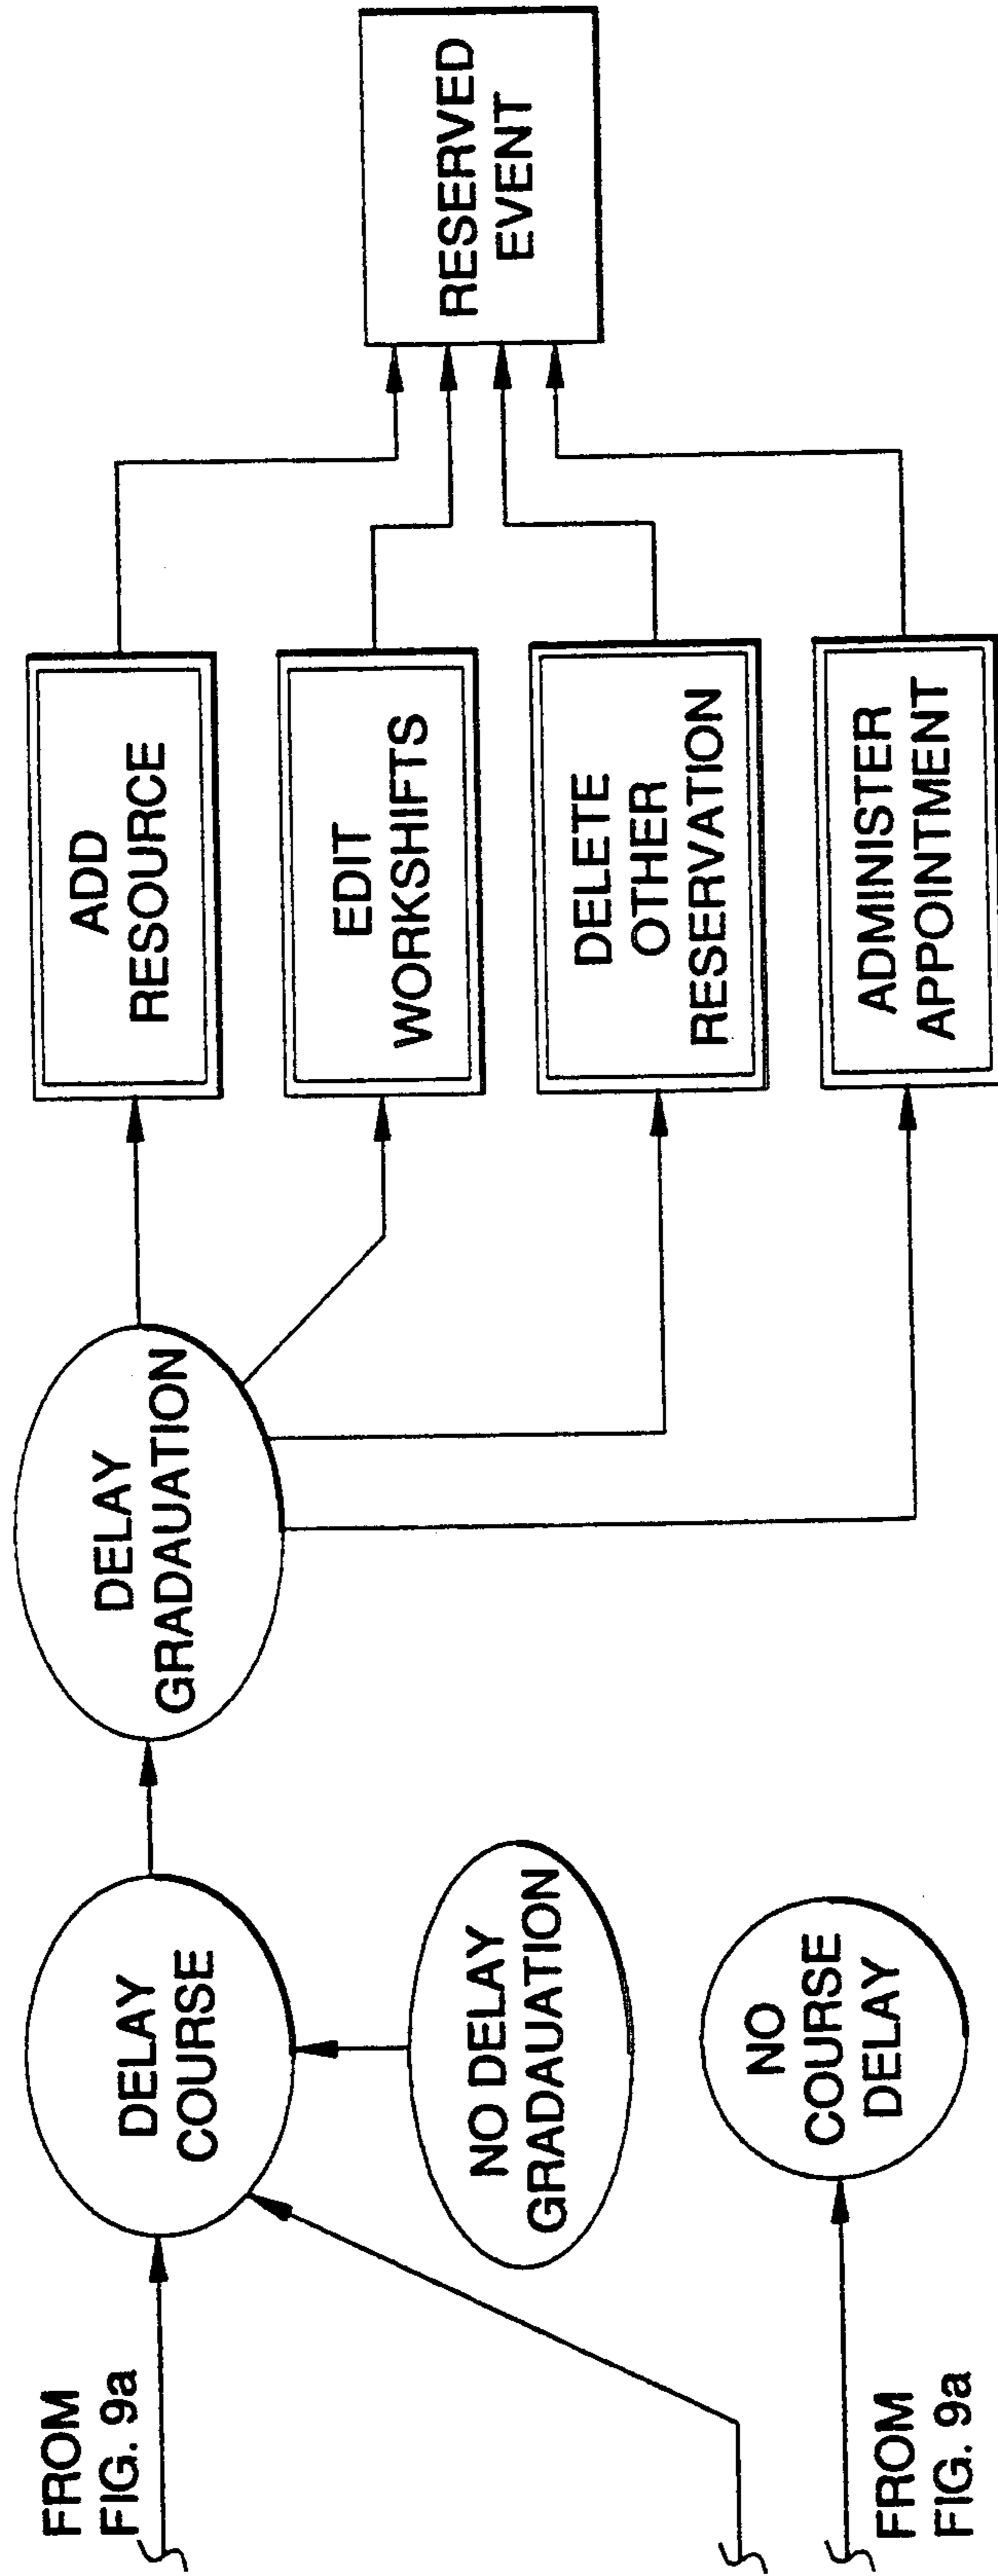 FROM
FIG. 9a
DELAY
COURSE
DELAY
GRADAUATION
NO DELAY
GRADAUATION
FROM
FIG. 9a
NO
COURSE
DELAY
ADD
RESOURCE
EDIT
WORKSHIFTS
DELETE
OTHER
RESERVATION
ADMINISTER
APPOINTMENT
RESERVED
EVENT